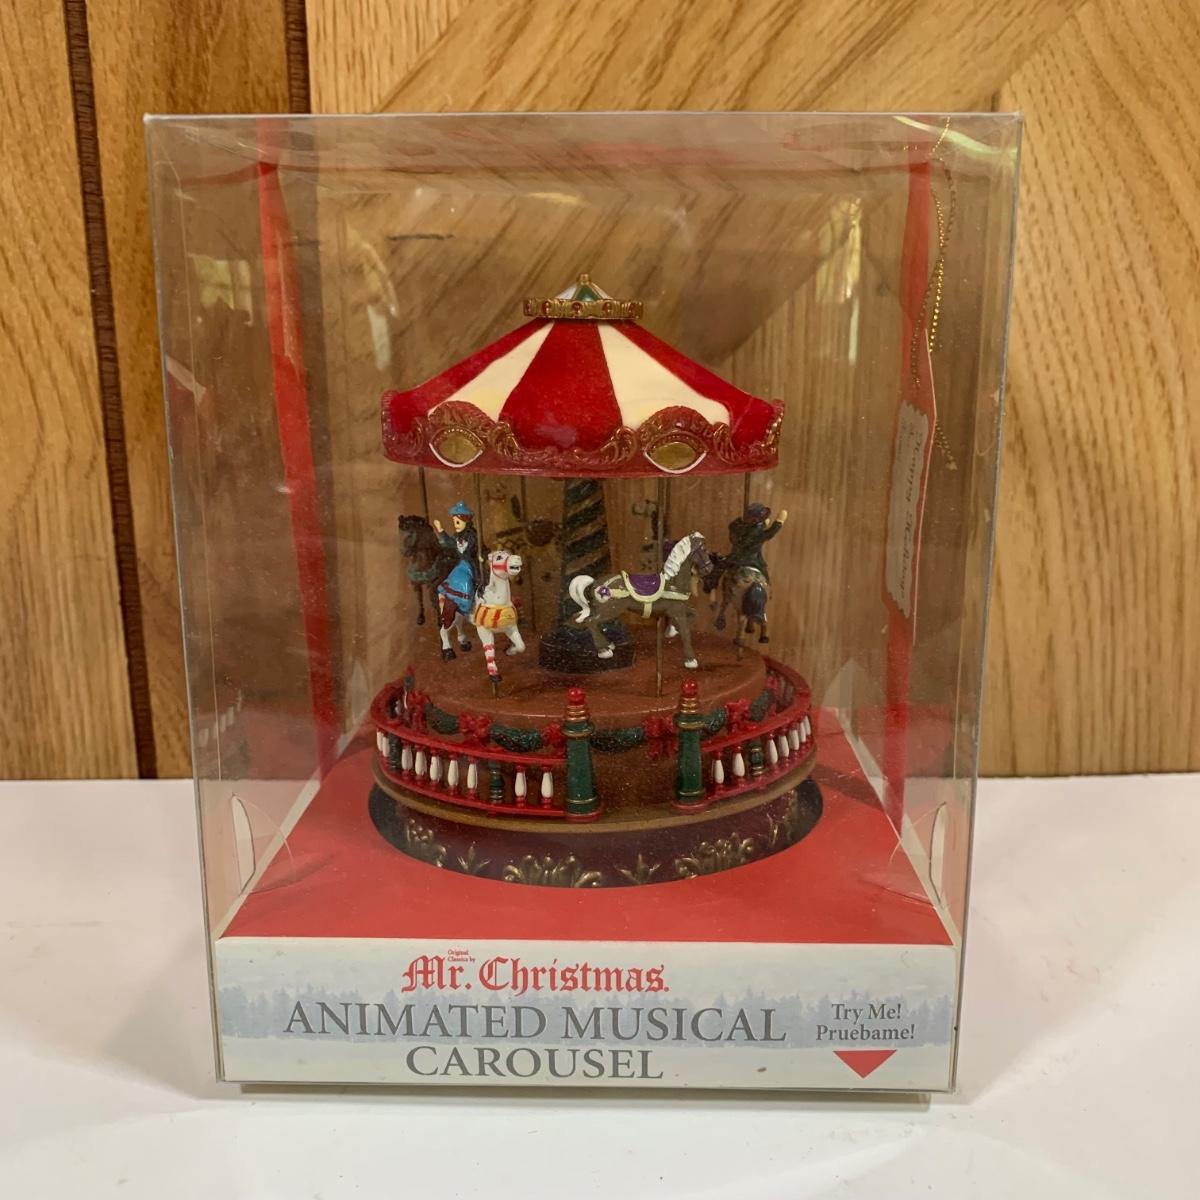 Original
Classics by
Mr. Christmas.
ANIMATED MUSICAL
CAROUSEL
Try Me!
Pruebame!